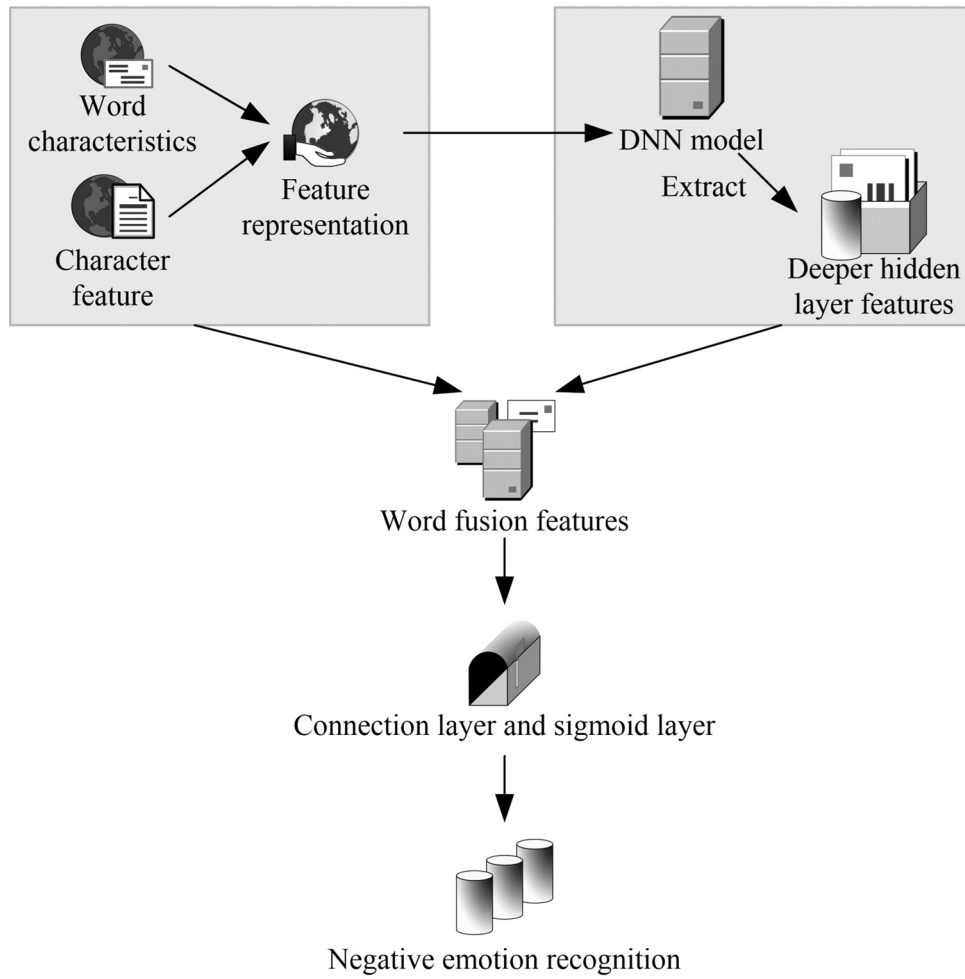 Word
characteristics
Feature
representation
Character
feature
DNN model
Extract
Deeper hidden
layer features
Word fusion features
Connection layer and sigmoid layer
Negative emotion recognition